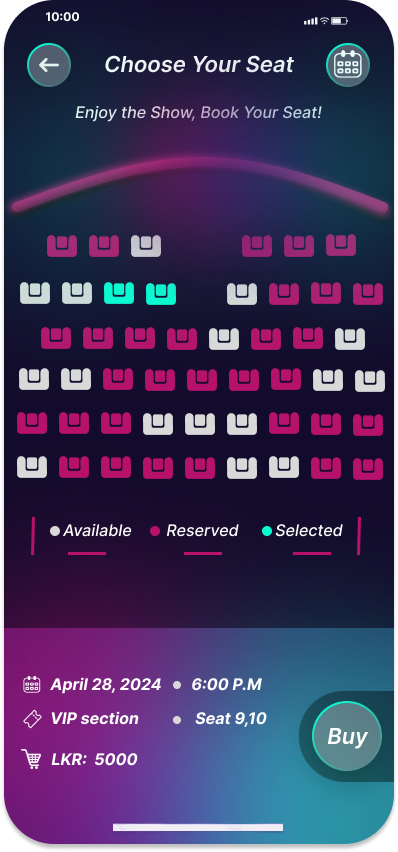 10:00
Choose Your Seat
Enjoy the Show, Book Your Seat!
Available Reserved Selected
April 28, 2024 6:00 P.M
VIP section Seat 9,10
LKR: 5000
Buy